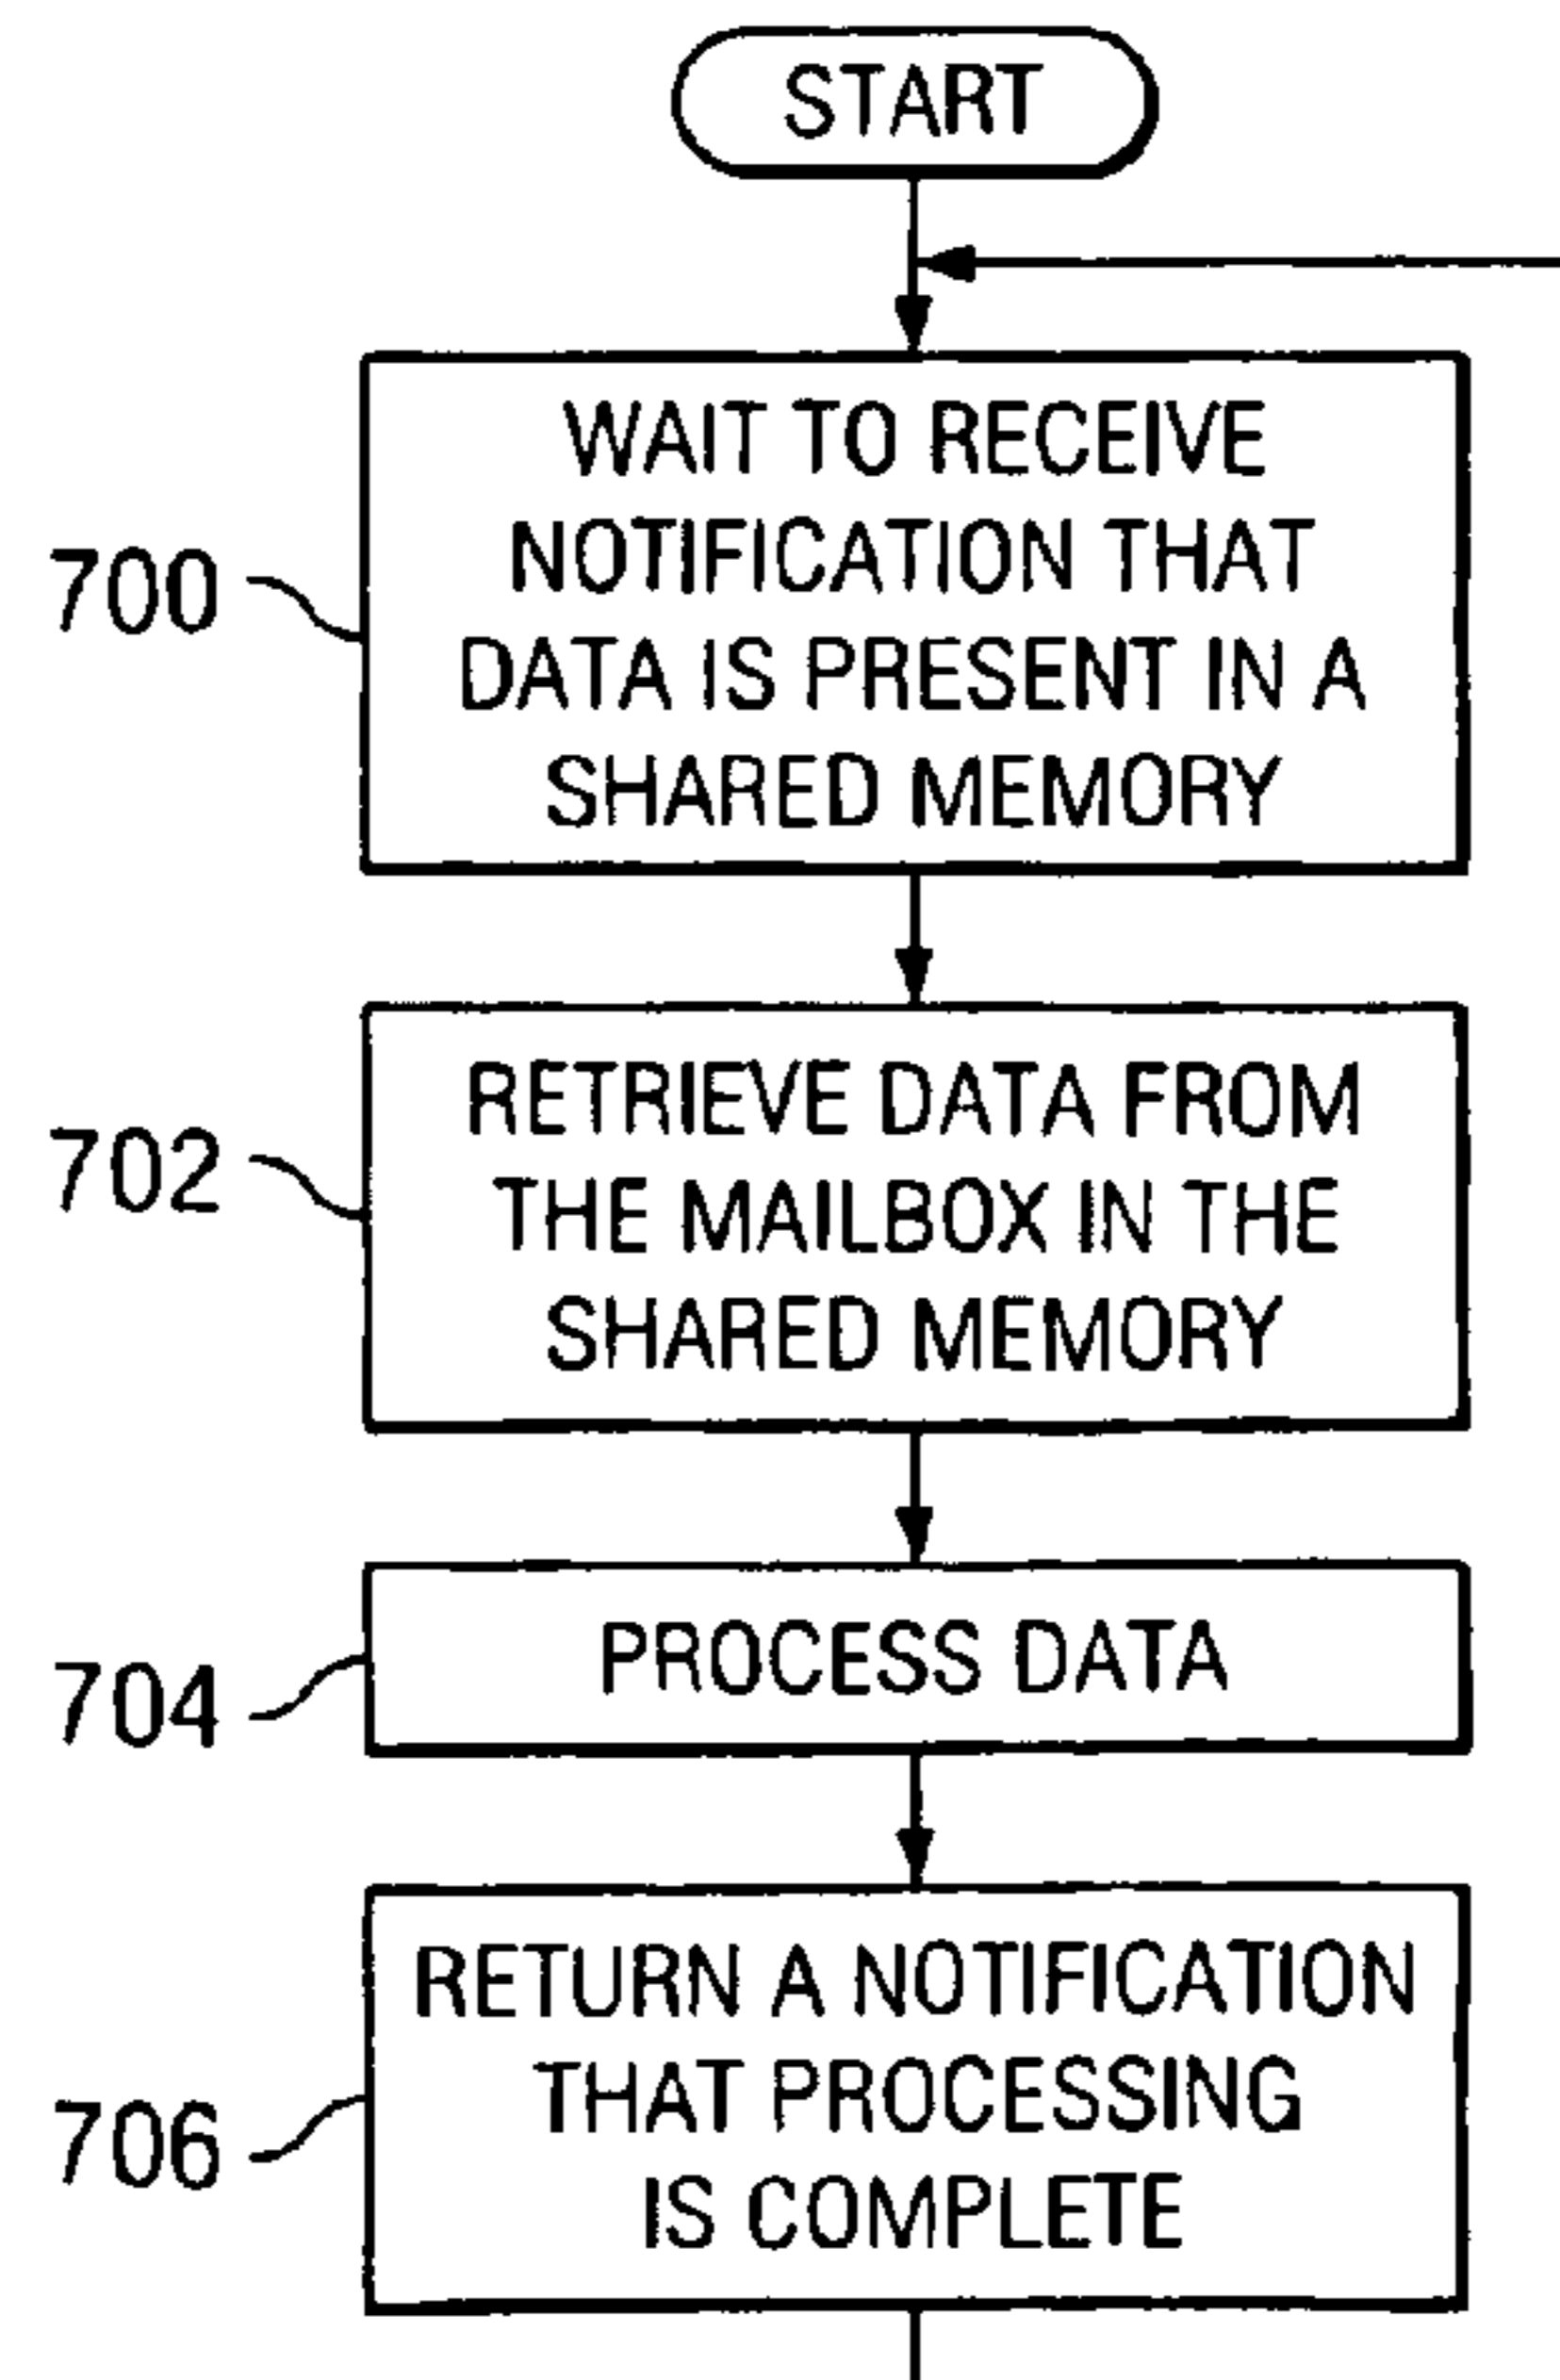 START
WAIT TO RECEIVE
NOTIFICATION THAT
DATA IS PRESENT IN A
SHARED MEMORY
700
RETRIEVE DATA FROM
THE MAILBOX IN THE
SHARED MEMORY
702
PROCESS DATA
704
RETURN A NOTIFICATION
THAT PROCESSING
IS COMPLETE
706